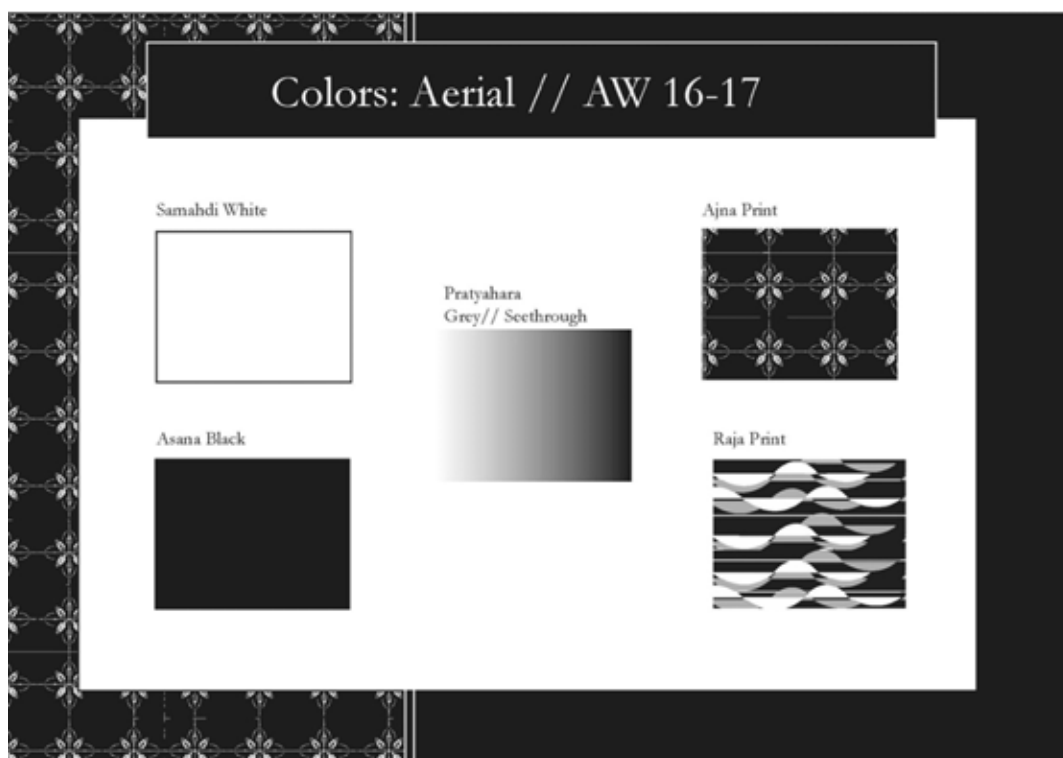 Colors: Aerial // AW 16-17
Samahdi White
Ajna Print
Pratyahara
Grey// Seethrough
Asana Black
Raja Print